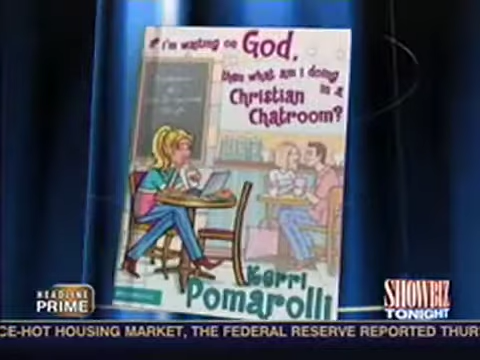 If I'm waiting on God,
then what am I doing
in a
Christian
Chatroom?
Kerri
Pomarolli
HEADLINE
PRIME
SHOWBIZ
TONIGHT
CE-HOT HOUSING MARKET, THE FEDERAL RESERVE REPORTED THUR